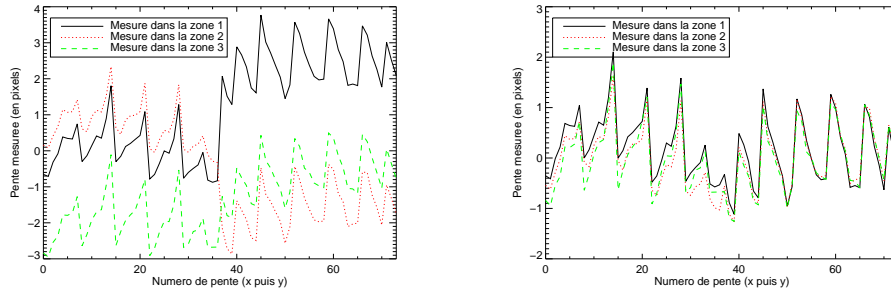 4
3
2
1
0
−1
−2
−3
Pente mesuree (en pixels)
Mesure dans la zone 1
Mesure dans la zone 2
Mesure dans la zone 3
0 20 40 60
Numero de pente (x puis y)
3
2
1
0
−1
−2
Pente mesuree (en pixels)
Mesure dans la zone 1
Mesure dans la zone 2
Mesure dans la zone 3
0 20 40 60
Numero de pente (x puis y)